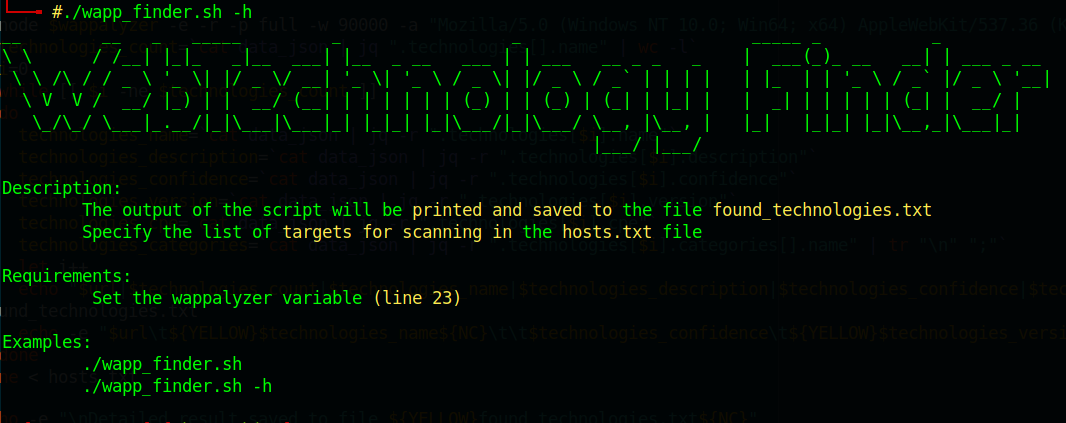 #./wapp_finder.sh -h
WebTechnology Finder
Description:
The output of the script will be printed and saved to the file found_technologies.txt
Specify the list of targets for scanning in the hosts.txt file
Requirements:
Set the wappalyzer variable (line 23)
Examples:
./wapp_finder.sh
./wapp_finder.sh -h